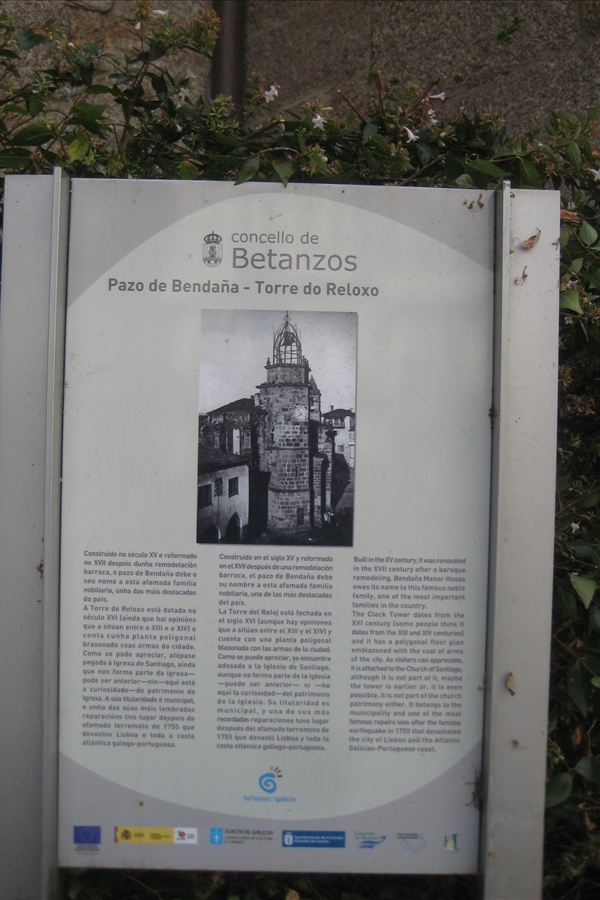 concello de
Betanzos
Pazo de Bendaña - Torre do Reloxo
Construído no século XV e reformado
no XVII despois dunha remodelación
barroca, o pazo de Bendaña debe o
seu nome a esta afamada familia
nobiliaria, unha das máis destacadas
do país.
A Torre do Reloxo está datada no
século XVI (aínda que hai opinións
que a sitúan entre o XIII e o XIV) e
conta cunha planta poligonal
brasonada coas armas da cidade.
Como se pode apreciar, atópase
pegada á Igrexa de Santiago, aínda
que non forma parte da igrexa—
pode ser anterior—nin—aquí está
a curiosidade—do patrimonio da
igrexa. A súa titularidade é municipal,
e unha das súas máis lembradas
reparacións tivo lugar despois do
afamado terremoto de 1755 que
devastou Lisboa e toda a costa
atlántica galego-portuguesa.
Construido en el siglo XV y reformado
en el XVII después de una remodelación
barroca, el pazo de Bendaña debe
su nombre a esta afamada familia
nobiliaria, una de las más destacadas
del país.
La Torre del Reloj está fechada en
el siglo XVI (aunque hay opiniones
que a sitúan entre el XIII y el XIV) y
cuenta con una planta poligonal
blasonada con las armas de la ciudad.
Como se puede apreciar, se encuentra
adosada a la Iglesia de Santiago,
aunque no forma parte de la iglesia
—puede ser anterior— ni —he
aquí la curiosidad—del patrimonio
de la Iglesia. Su titularidad es
municipal, y una de sus más
recordadas reparaciones tuvo lugar
después del afamado terremoto de
1755 que devastó Lisboa y toda la
costa atlántica gallego-portuguesa.
Built in the XV century, it was renovated
in the XVII century after a baroque
remodeling. Bendaña Manor House
owes its name to this famous noble
family, one of the most important
families in the country.
The Clock Tower dates from the
XVI century (some people think it
dates from the XIII and XIV centuries)
and it has a polygonal floor plan
emblazoned with the coat of arms
of the city. As visitors can appreciate,
it is attached to the Church of Santiago,
although it is not part of it, maybe
the tower is earlier or, it is even
possible, it is not part of the church
patrimony either. It belongs to the
municipality and one of the most
famous repairs was after the famous
earthquake in 1755 that devastated
the city of Lisbon and the Atlantic
Galician-Portuguese coast.
turismo de galicia
XUNTA DE GALICIA